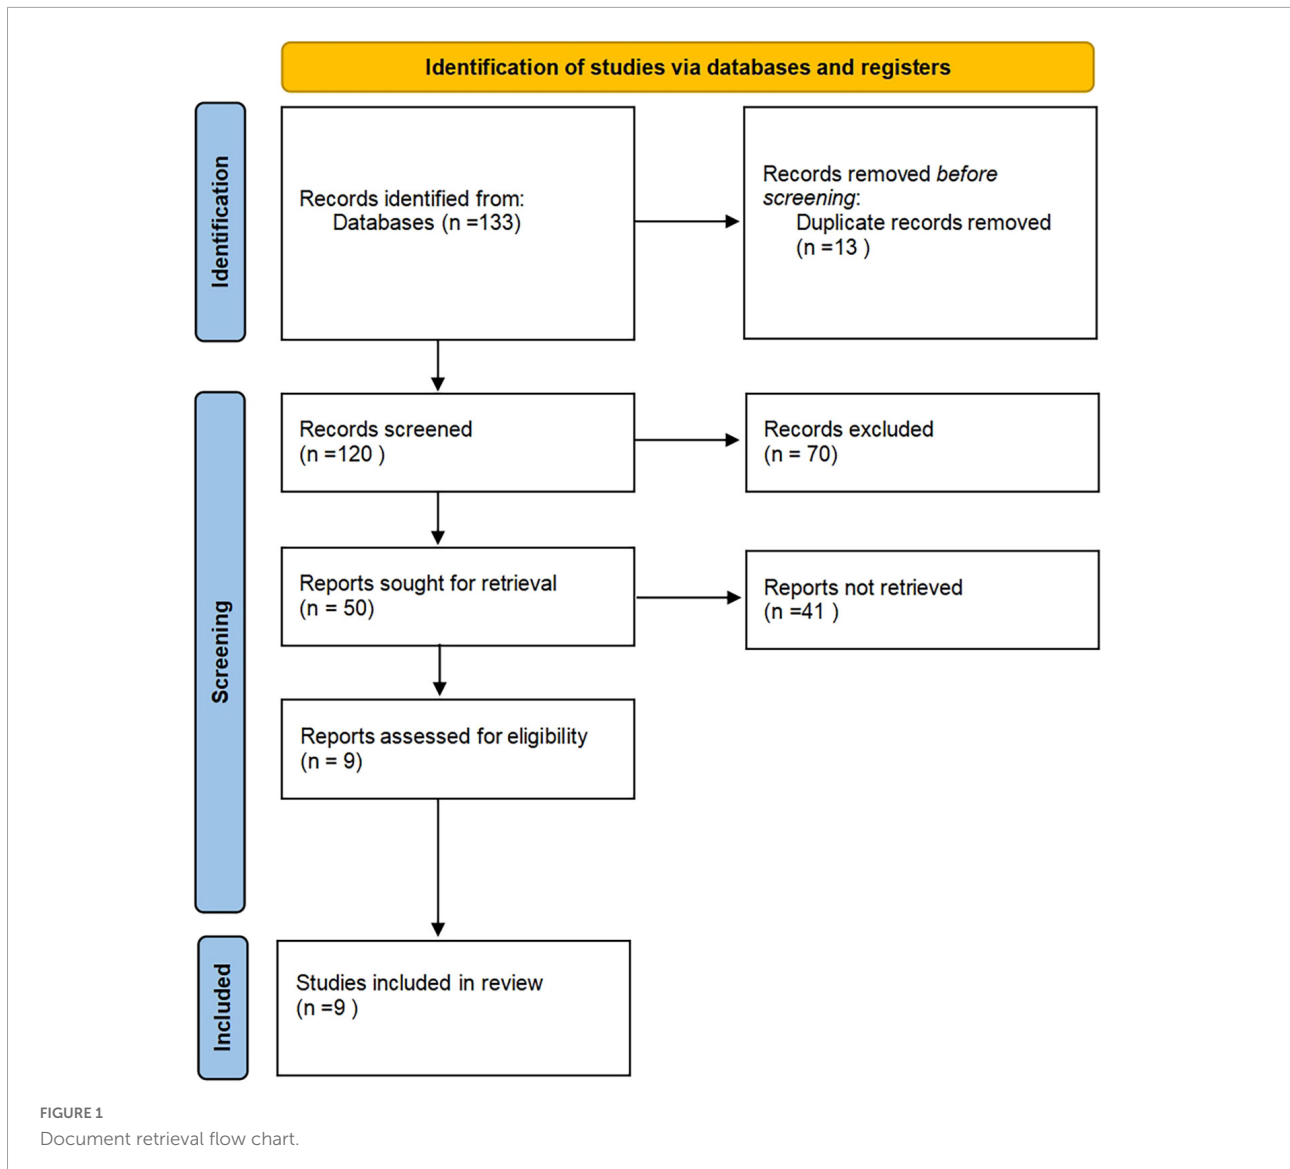 Identification of studies via databases and registers
Identification
Records identified from:
Databases (n =133)
Records removed before
screening:
Duplicate records removed
(n =13 )
Screening
Records screened
(n =120 )
Records excluded
(n = 70)
Reports sought for retrieval
(n = 50)
Reports not retrieved
(n =41 )
Reports assessed for eligibility
(n = 9)
Included
Studies included in review
(n =9 )
FIGURE 1
Document retrieval flow chart.